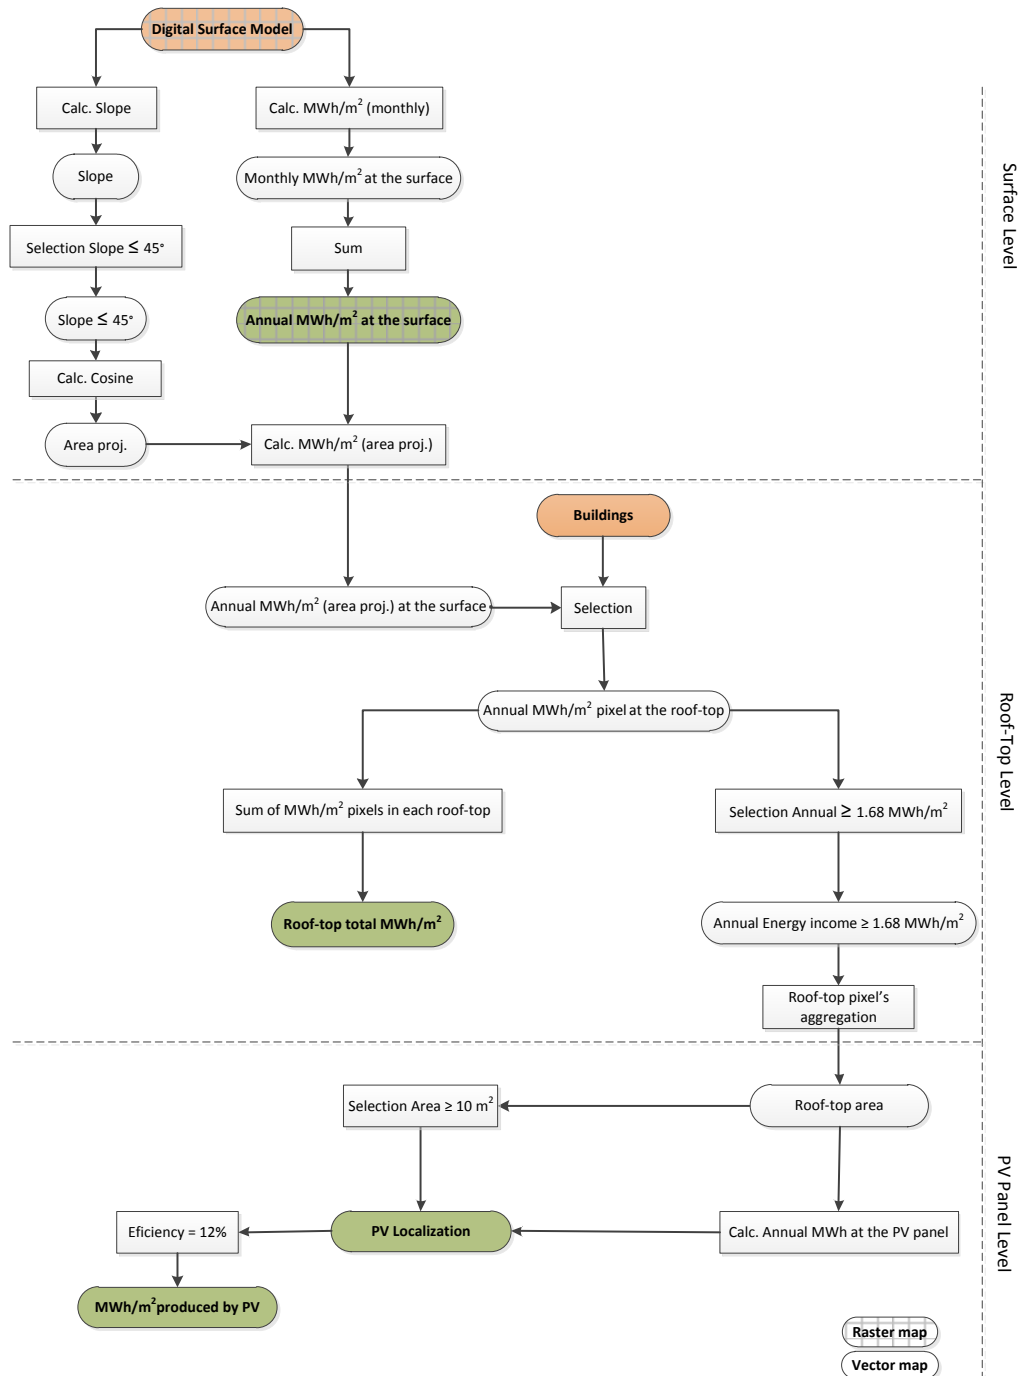 Digital Surface Model
Calc. Slope
Calc. MWh/m² (monthly)
Slope
Monthly MWh/m² at the surface
Selection Slope ≤ 45°
Sum
Slope ≤ 45°
Annual MWh/m² at the surface
Calc. Cosine
Area proj.
Calc. MWh/m² (area proj.)
Surface Level
Buildings
Annual MWh/m² (area proj.) at the surface
Selection
Annual MWh/m² pixel at the roof-top
Sum of MWh/m² pixels in each roof-top
Selection Annual ≥ 1.68 MWh/m²
Roof-top total MWh/m²
Annual Energy income ≥ 1.68 MWh/m²
Roof-top pixel's
aggregation
Roof-Top Level
Selection Area ≥ 10 m²
Roof-top area
Eficiency = 12%
PV Localization
Calc. Annual MWh at the PV panel
MWh/m²produced by PV
PV Panel Level
Raster map
Vector map